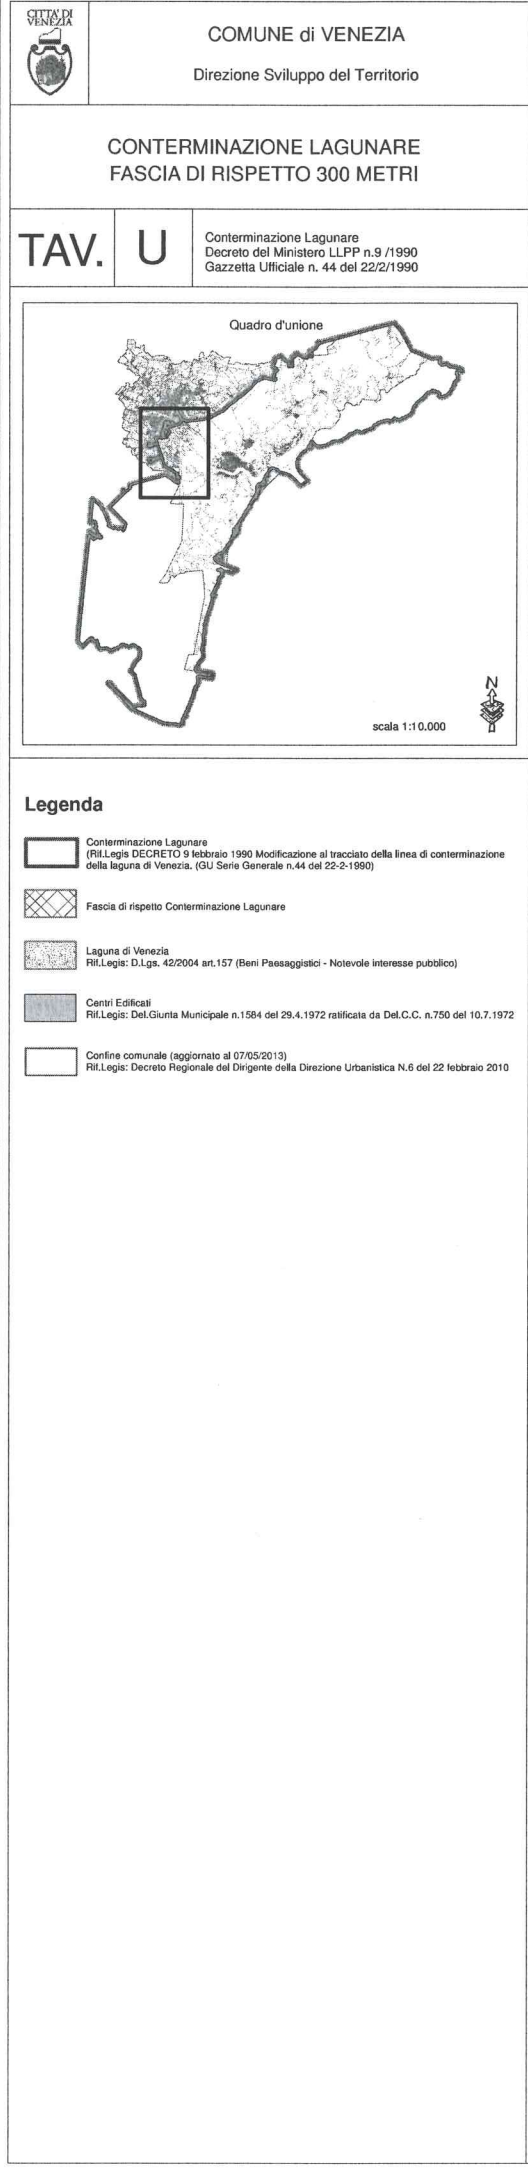 CITTA' DI
VENEZIA
COMUNE di VENEZIA
Direzione Sviluppo del Territorio
CONTERMINAZIONE LAGUNARE
FASCIA DI RISPETTO 300 METRI
TAV.
U
Conterminazione Lagunare
Decreto del Ministero LLPP n.9 /1990
Gazzetta Ufficiale n. 44 del 22/2/1990
Quadro d'unione
N
scala 1:10.000
Legenda
Conterminazione Lagunare
(Rif.Legis DECRETO 9 febbraio 1990 Modificazione al tracciato della linea di conterminazione
della laguna di Venezia. (GU Serie Generale n.44 del 22-2-1990)
Fascia di rispetto Conterminazione Lagunare
Laguna di Venezia
Rif.Legis: D.Lgs. 42/2004 art.157 (Beni Paesaggistici - Notevole interesse pubblico)
Centri Edificati
Rif.Legis: Del.Giunta Municipale n.1584 del 29.4.1972 ratificata da Del.C.C. n.750 del 10.7.1972
Confine comunale (aggiornato al 07/05/2013)
Rif.Legis: Decreto Regionale del Dirigente della Direzione Urbanistica N.6 del 22 febbraio 2010